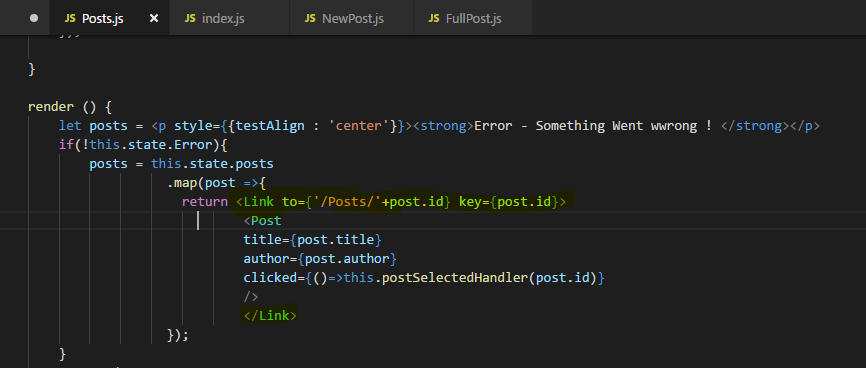 JS Posts.js × JS index.js JS NewPost.js JS FullPost.js
}
render () {
let posts = <p style={{testAlign : 'center'}}><strong>Error - Something Went wwrong ! </strong></p>
if(!this.state.Error){
posts = this.state.posts
.map(post =>{
return <Link to={'/Posts/'+post.id} key={post.id}>
<Post
title={post.title}
author={post.author}
clicked={()=>this.postSelectedHandler(post.id)}
/>
</Link>
});
}